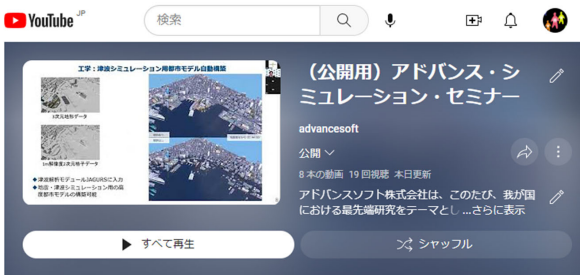 YouTube JP
検索
工学：津波シミュレーション用都市モデル自動構築
3次元地形データ
1m解像度1次元地子データ
◆津波解析モジュールJAGURSに入力
◆地震・津波シミュレーション用の高度都市モデルの構築可能
（公開用）アドバンス・シ
ミュレーション・セミナー
advancesoft
公開
8 本の動画 19 回視聴 本日更新
アドバンスソフト株式会社は、このたび、我が国
における最先端研究をテーマとし ...さらに表示
すべて再生
シャッフル